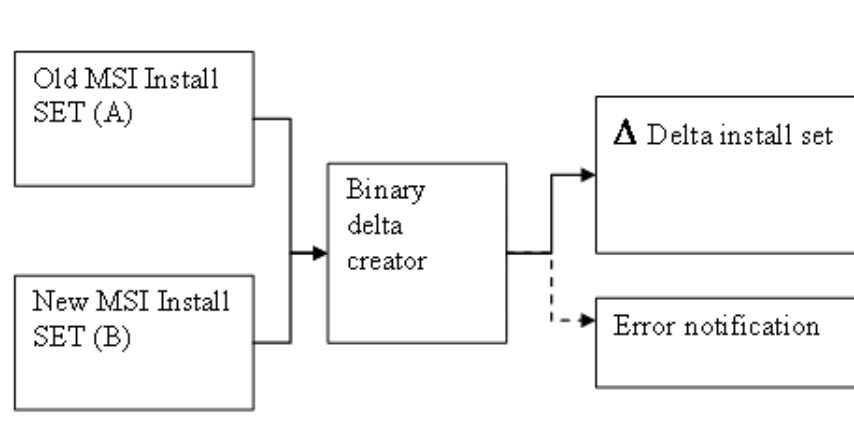 Old MSI Install
SET (A)
New MSI Install
SET (B)
Binary
delta
creator
Δ Delta install set
Error notification